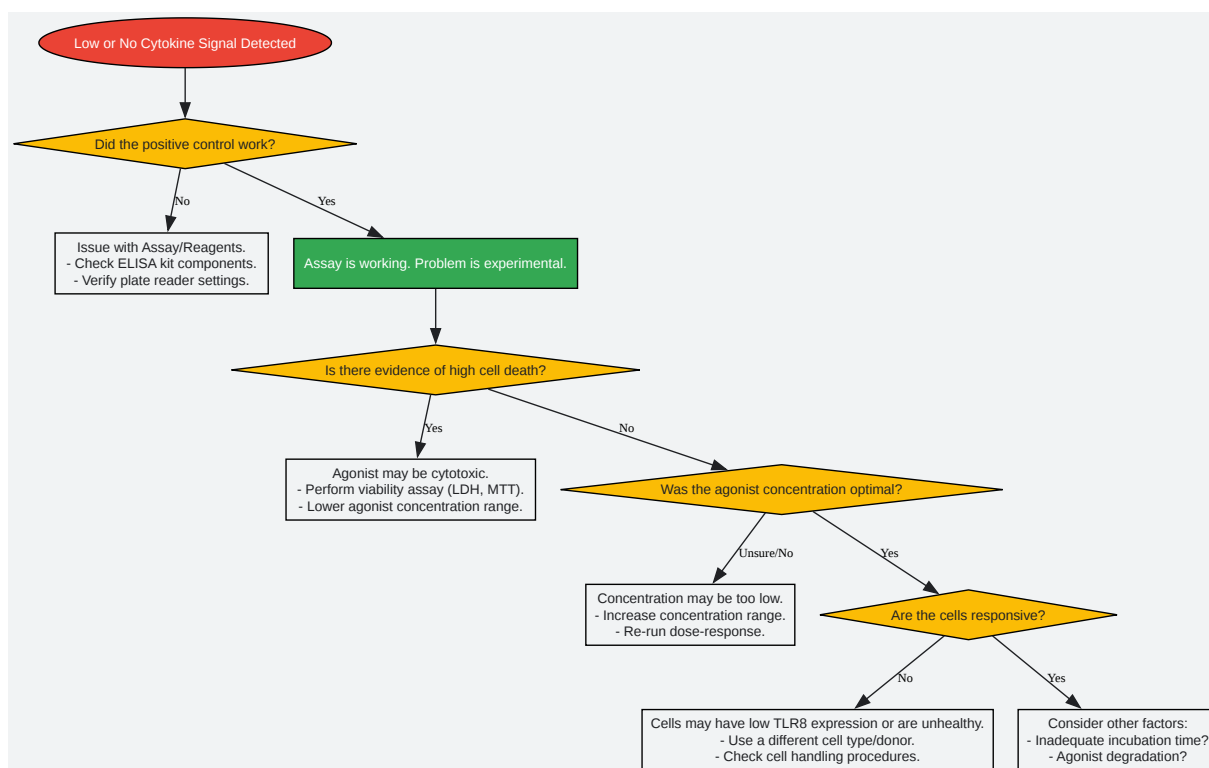 Low or No Cytokine Signal Detected
Did the positive control work?
No
Yes
Issue with Assay/Reagents.
- Check ELISA kit components.
- Verify plate reader settings.
Assay is working. Problem is experimental.
Is there evidence of high cell death?
Yes
No
Agonist may be cytotoxic.
- Perform viability assay (LDH, MTT).
- Lower agonist concentration range.
Was the agonist concentration optimal?
Unsure/No
Yes
Concentration may be too low.
- Increase concentration range.
- Re-run dose-response.
Are the cells responsive?
No
Yes
Cells may have low TLR8 expression or are unhealthy.
- Use a different cell type/donor.
- Check cell handling procedures.
Consider other factors:
- Inadequate incubation time?
- Agonist degradation?